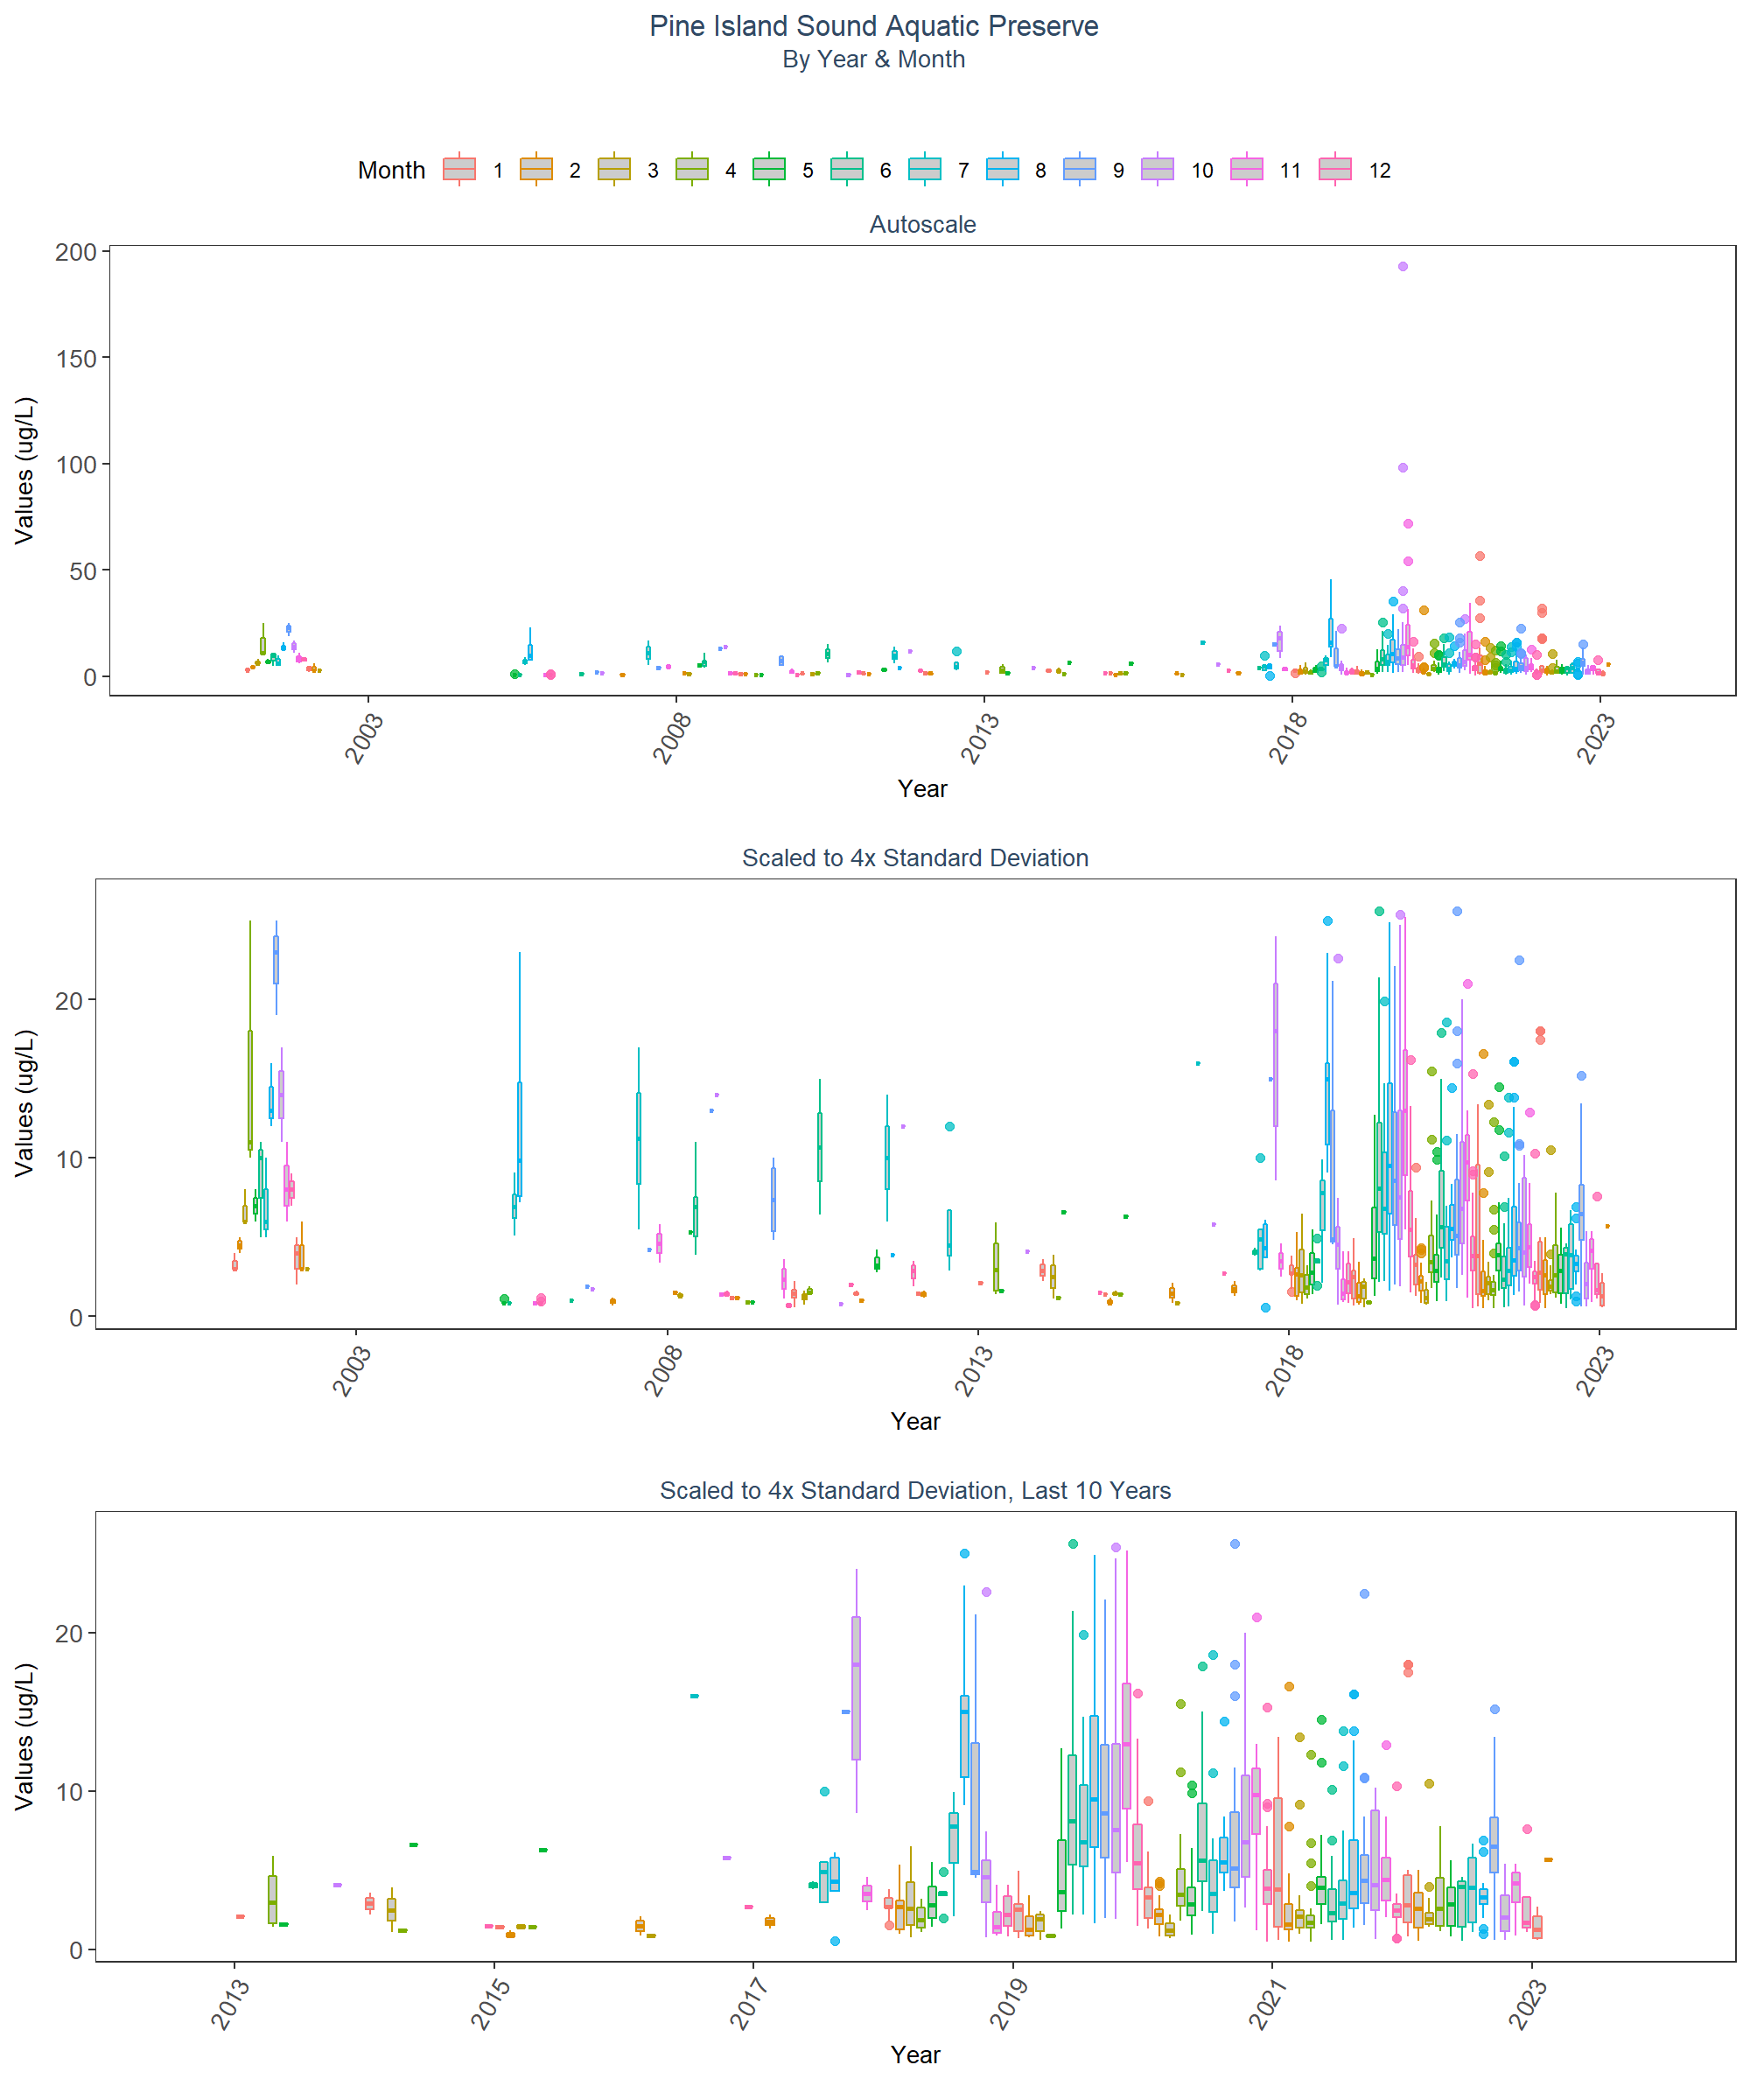 Pine Island Sound Aquatic Preserve
By Year & Month
Month 1 2 3 4 5 6 7 8 9 10 11 12
Autoscale
200
150
100
50
0
Values (ug/L)
2003 2008 2013 2018 2023
Year
Scaled to 4x Standard Deviation
20
10
0
Values (ug/L)
2003 2008 2013 2018 2023
Year
Scaled to 4x Standard Deviation, Last 10 Years
20
10
0
Values (ug/L)
2013 2015 2017 2019 2021 2023
Year